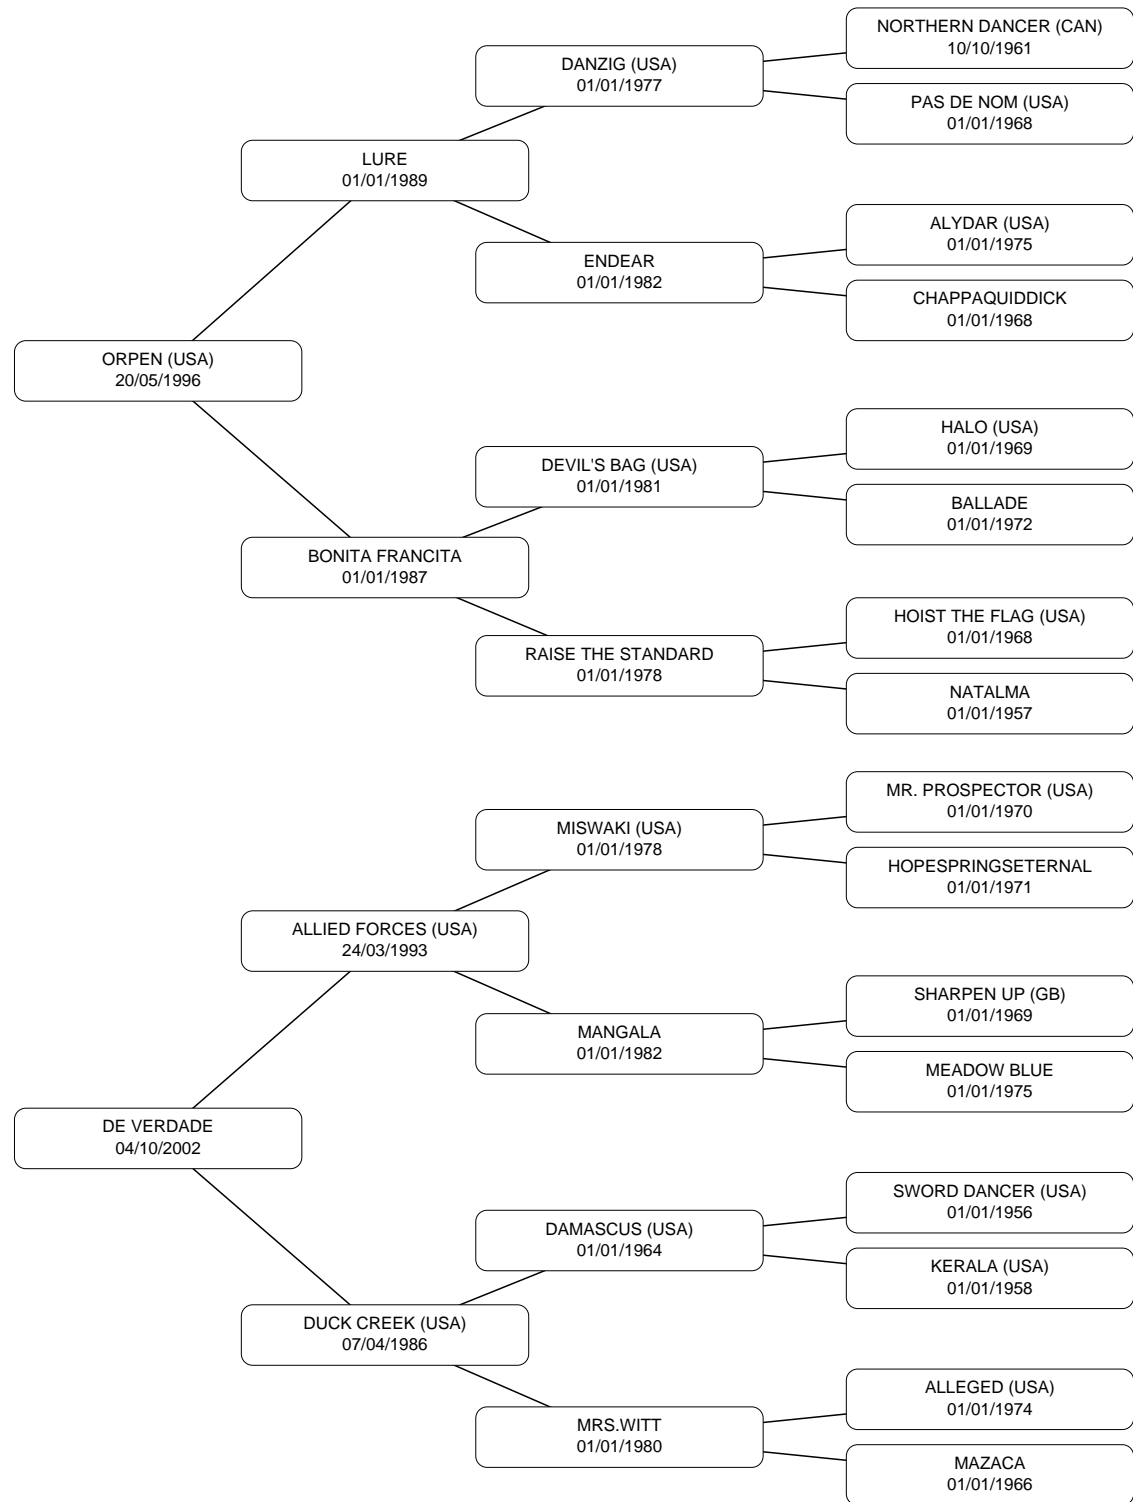 NORTHERN DANCER (CAN)
10/10/1961
DANZIG (USA)
01/01/1977
PAS DE NOM (USA)
01/01/1968
LURE
01/01/1989
ALYDAR (USA)
01/01/1975
ENDEAR
01/01/1982
CHAPPAQUIDDICK
01/01/1968
ORPEN (USA)
20/05/1996
HALO (USA)
01/01/1969
DEVIL'S BAG (USA)
01/01/1981
BALLADE
01/01/1972
BONITA FRANCITA
01/01/1987
HOIST THE FLAG (USA)
01/01/1968
RAISE THE STANDARD
01/01/1978
NATALMA
01/01/1957
MR. PROSPECTOR (USA)
01/01/1970
MISWAKI (USA)
01/01/1978
HOPESPRINGSETERNAL
01/01/1971
ALLIED FORCES (USA)
24/03/1993
SHARPEN UP (GB)
01/01/1969
MANGALA
01/01/1982
MEADOW BLUE
01/01/1975
DE VERDADE
04/10/2002
SWORD DANCER (USA)
01/01/1956
DAMASCUS (USA)
01/01/1964
KERALA (USA)
01/01/1958
DUCK CREEK (USA)
07/04/1986
ALLEGED (USA)
01/01/1974
MRS.WITT
01/01/1980
MAZACA
01/01/1966